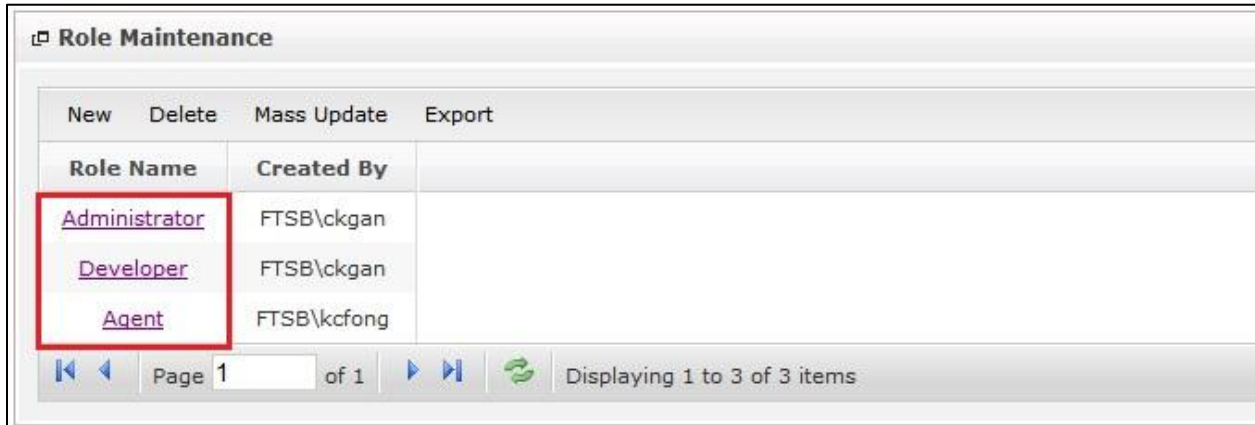 Role Maintenance
New Delete Mass Update Export
Role Name Created By
Administrator FTSB\ckgan
Developer FTSB\ckgan
Agent FTSB\kcfong
Page 1 of 1 Displaying 1 to 3 of 3 items